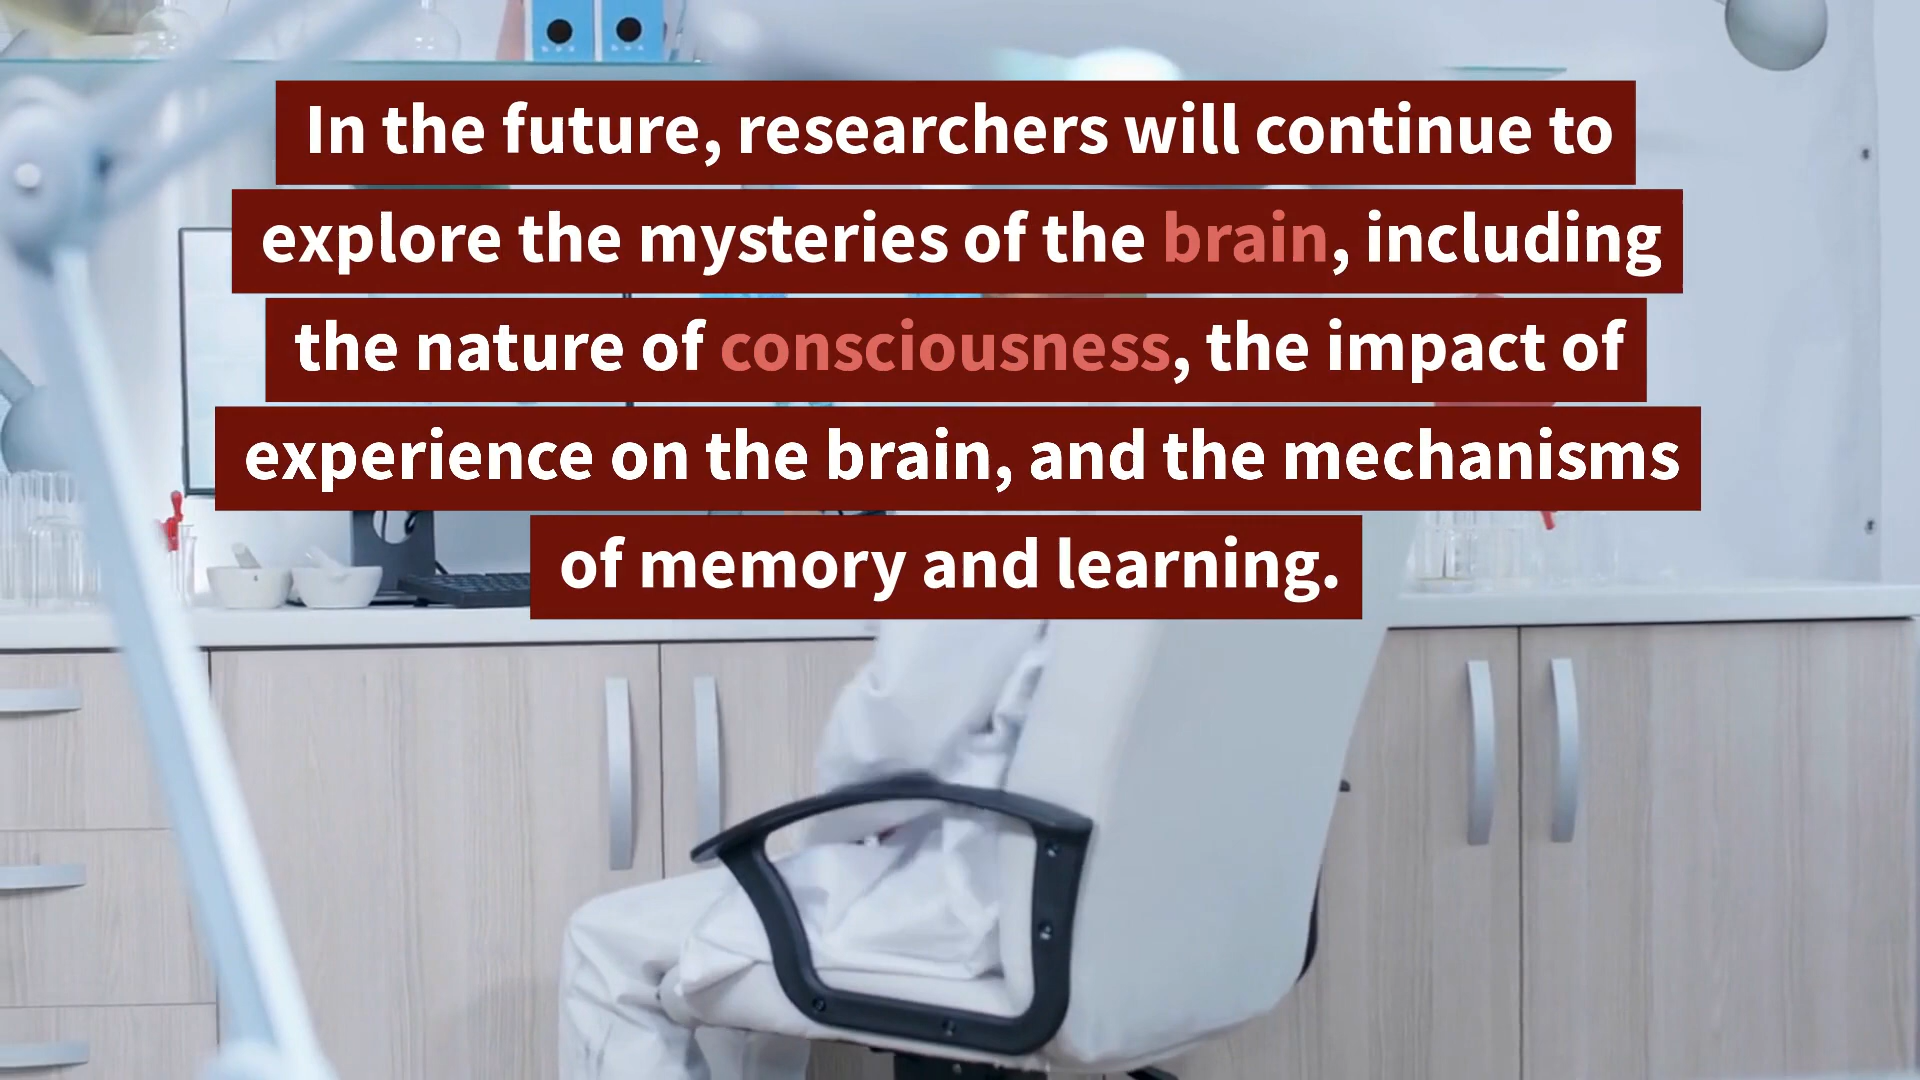 In the future, researchers will continue to
explore the mysteries of the brain, including
the nature of consciousness, the impact of
experience on the brain, and the mechanisms
of memory and learning.